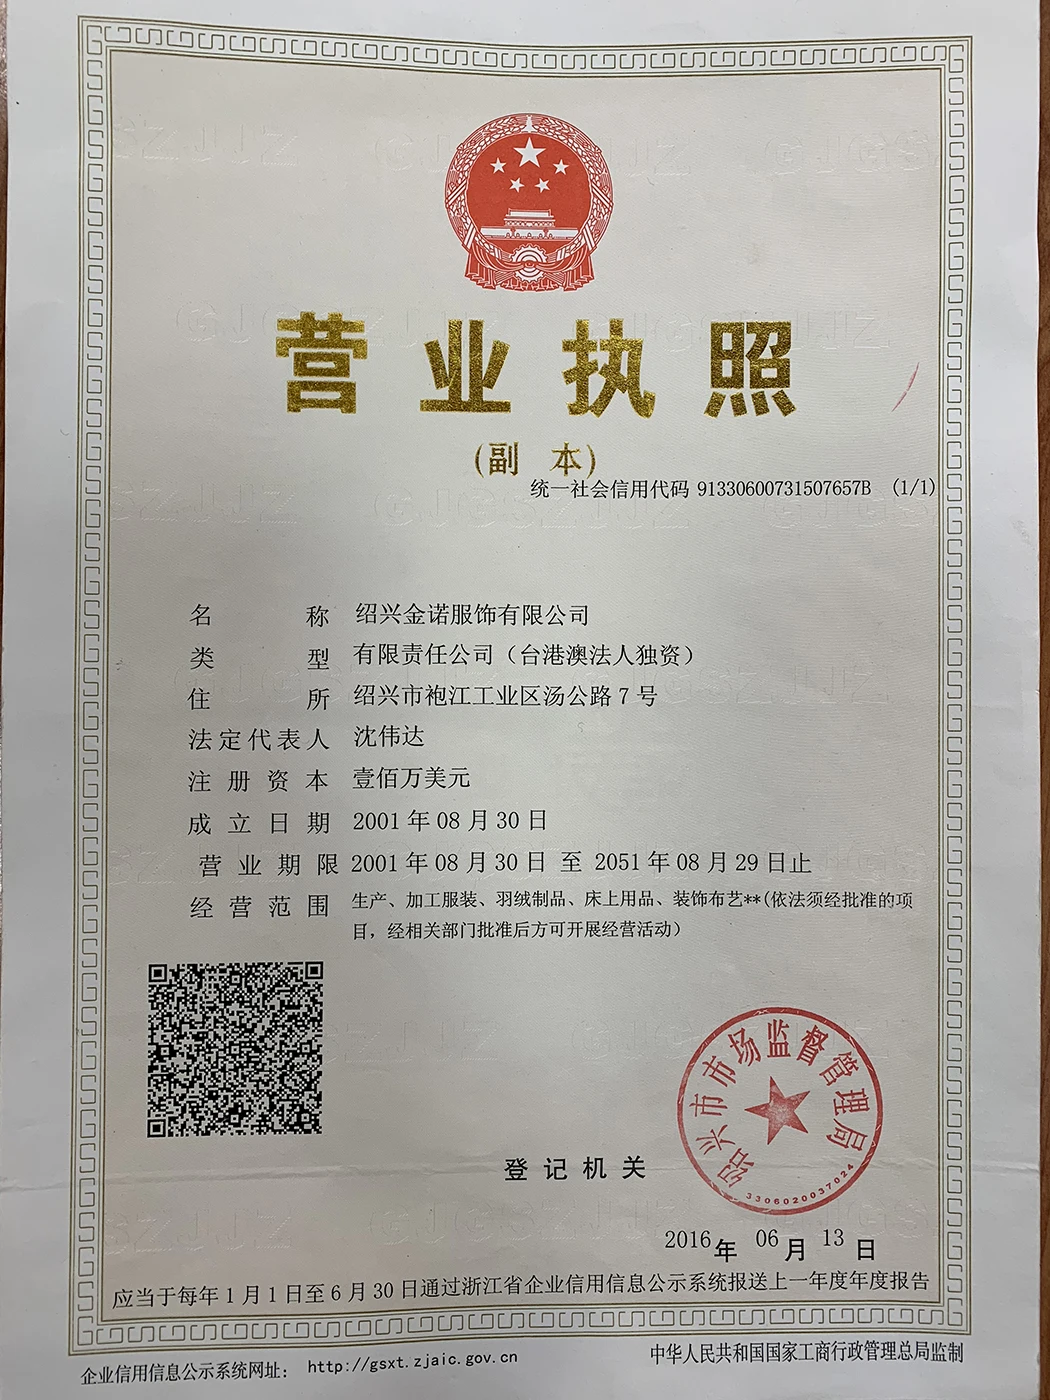 营业执照
(副 本)
统一社会信用代码 91330600731507657B (1/1)
名 称 绍兴金诺服饰有限公司
类 型 有限责任公司（台港澳法人独资）
住 所 绍兴市袍江工业区汤公路7号
法定代表人 沈伟达
注册资本 壹佰万美元
成立日期 2001年08月30日
营业期限 2001年08月30日 至 2051年08月29日止
经营范围 生产、加工服装、羽绒制品、床上用品、装饰布艺**(依法须经批准的项
目，经相关部门批准后方可开展经营活动）
绍兴市市场监督管理局
3306020037024
登记机关
2016年 06月 13日
应当于每年1月1日至6月30日通过浙江省企业信用信息公示系统报送上一年度年度报告
企业信用信息公示系统网址： http://gsxt.zjaic.gov.cn
中华人民共和国国家工商行政管理总局监制